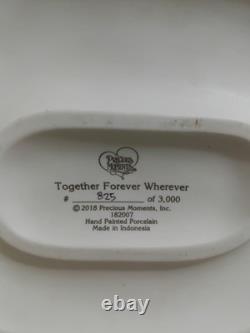 Precious
Moments
Together Forever Wherever
# 825 of 3,000
©2018 Precious Moments, Inc.
182007
Hand Painted Porcelain
Made in Indonesia
© ebay